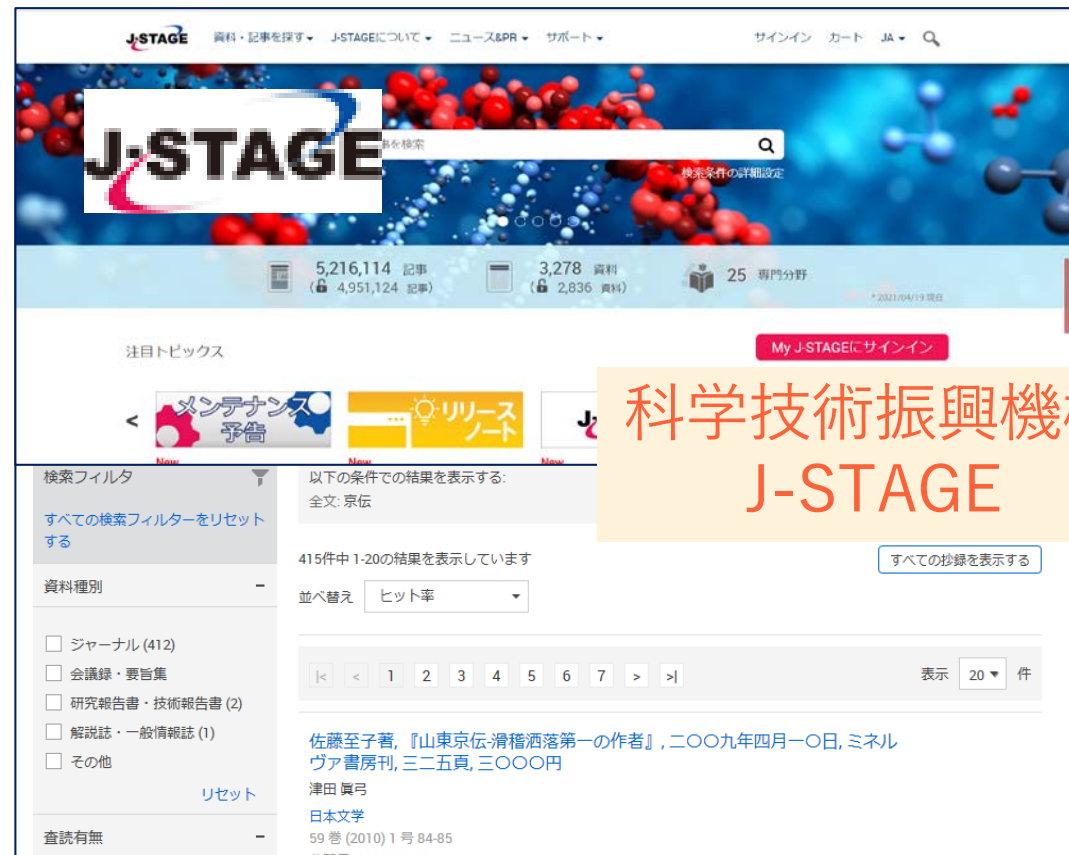 J-STAGE 資料・記事を探す J-STAGEについて ニュース&PR サポート サインイン カート JA
J-STAGE
を検索
検索条件の詳細設定
5,216,114 記事 3,278 資料 25 専門分野
( 4,951,124 記事) ( 2,836 資料)
*2021/04/19 現在
注目トピックス My J-STAGEにサインイン
<
メンテナンス予告
リリースノート
New New New
科学技術振興機
J-STAGE
検索フィルタ
すべての検索フィルターをリセット
する
資料種別 −
ジャーナル (412)
会議録・要旨集
研究報告書・技術報告書 (2)
解説誌・一般情報誌 (1)
その他
リセット
査読有無 −
以下の条件での結果を表示する:
全文: 京伝
415件中 1-20の結果を表示しています すべての抄録を表示する
並べ替え ヒット率
|< < 1 2 3 4 5 6 7 > >| 表示 20 件
佐藤至子著, 『山東京伝-滑稽洒落第一の作者』, 二〇〇九年四月一〇日, ミネル
ヴァ書房刊, 三二五頁, 三〇〇〇円
津田 眞弓
日本文学
59 巻 (2010) 1 号 84-85